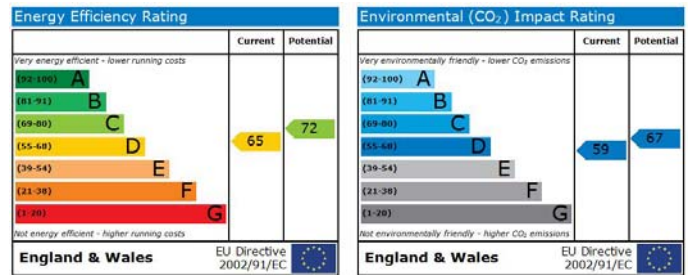 Energy Efficiency Rating
Current Potential
Very energy efficient - lower running costs
(92-100) A
(81-91) B
(69-80) C
72
(55-68) D
65
(39-54) E
(21-38) F
(1-20) G
Not energy efficient - higher running costs
England & Wales
EU Directive
2002/91/EC
Environmental (CO₂) Impact Rating
Current Potential
Very environmentally friendly - lower CO₂ emissions
(92-100) A
(81-91) B
(69-80) C
(55-68) D
59
67
(39-54) E
(21-38) F
(1-20) G
Not environmentally friendly - higher CO₂ emissions
England & Wales
EU Directive
2002/91/EC